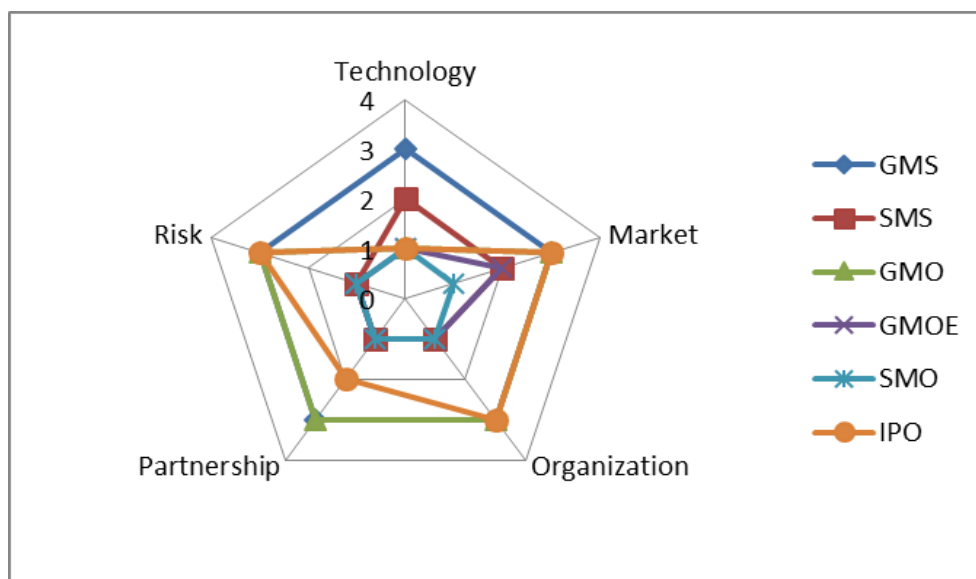 Technology
4
3
2
1
0
Risk
Market
Partnership
Organization
GMS
SMS
GMO
GMOE
SMO
IPO